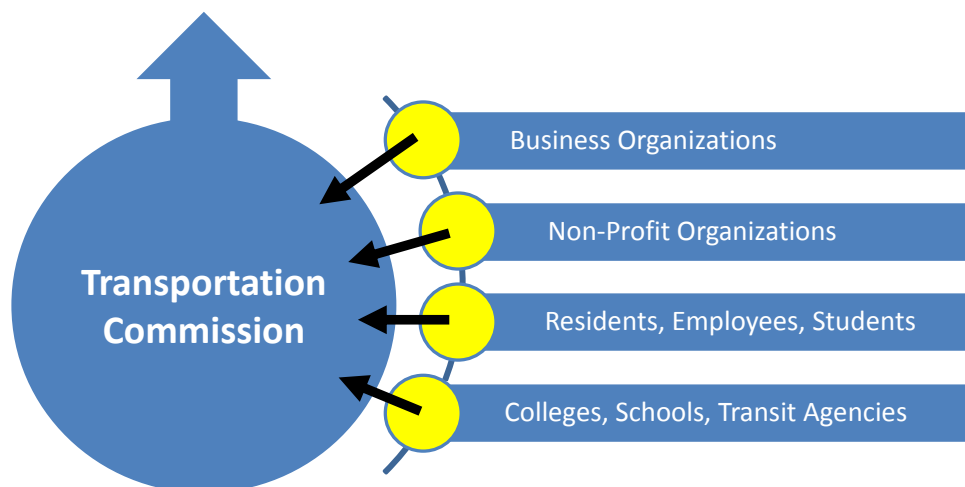 Business Organizations
Non-Profit Organizations
Transportation
Commission
Residents, Employees, Students
Colleges, Schools, Transit Agencies